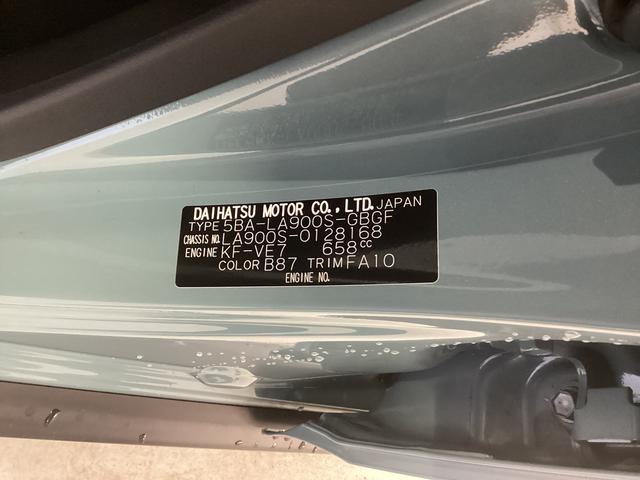 DAIHATSU MOTOR CO., LTD. JAPAN
TYPE 5BA-LA900S-GBGF
CHASSIS NO. LA900S-0128168
ENGINE KF-VE7 658cc
COLOR B87 TRIM FA10
ENGINE NO.